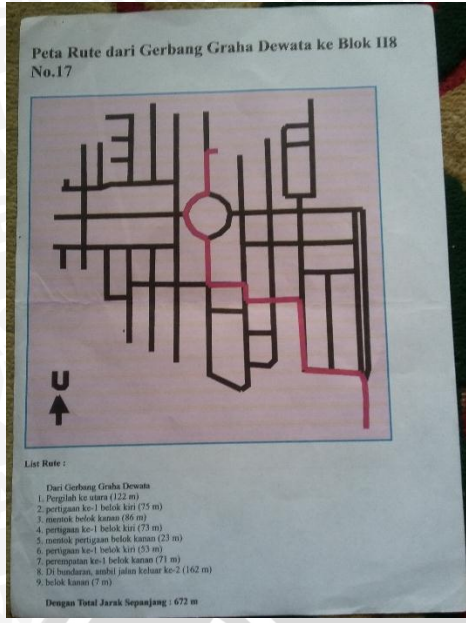 Peta Rute dari Gerbang Graha Dewata ke Blok II8
No.17
U
List Rute :
Dari Gerbang Graha Dewata
1. Pergilah ke utara (122 m)
2. pertigaan ke-1 belok kiri (75 m)
3. mentok belok kanan (86 m)
4. pertigaan ke-1 belok kiri (73 m)
5. mentok pertigaan belok kanan (23 m)
6. pertigaan ke-1 belok kiri (53 m)
7. perempatan ke-1 belok kanan (71 m)
8. Di bundaran, ambil jalan keluar ke-2 (162 m)
9. belok kanan (7 m)
Dengan Total Jarak Sepanjang : 672 m